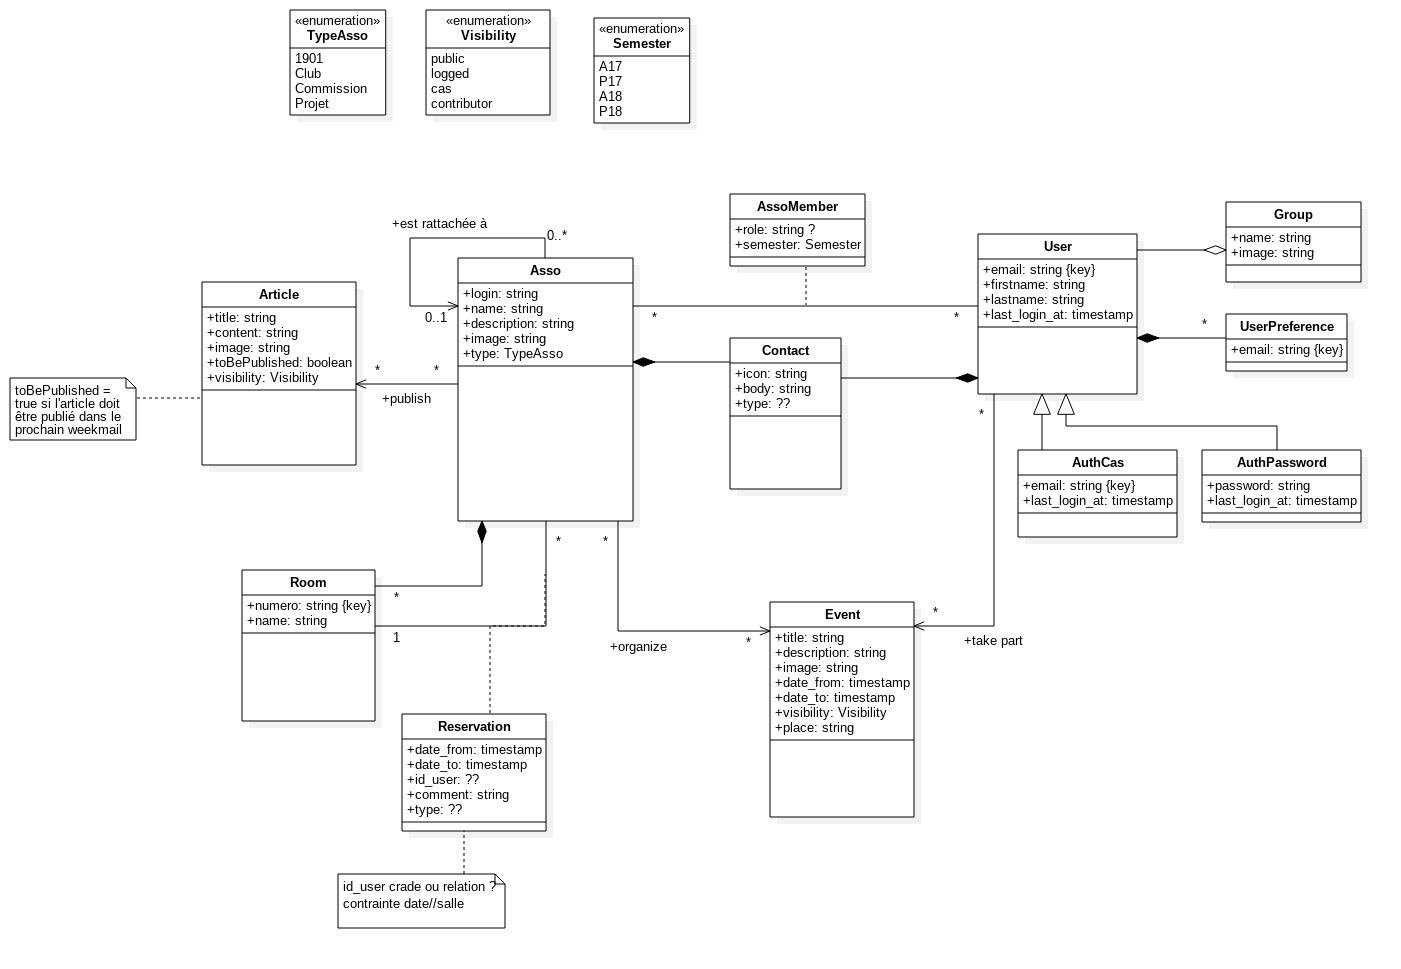 «enumeration»
TypeAsso
1901
Club
Commission
Projet
«enumeration»
Visibility
public
logged
cas
contributor
«enumeration»
Semester
A17
P17
A18
P18
AssoMember
+role: string ?
+semester: Semester
Group
+name: string
+image: string
+est rattachée à
0..*
0..1
User
+email: string {key}
+firstname: string
+lastname: string
+last_login_at: timestamp
Asso
+login: string
+name: string
+description: string
+image: string
+type: TypeAsso
*
*
Article
+title: string
+content: string
+image: string
+toBePublished: boolean
+visibility: Visibility
*
*
+publish
toBePublished =
true si l'article doit
être publié dans le
prochain weekmail
Contact
+icon: string
+body: string
+type: ??
*
UserPreference
+email: string {key}
*
AuthCas
+email: string {key}
+last_login_at: timestamp
AuthPassword
+password: string
+last_login_at: timestamp
*
*
Room
+numero: string {key}
+name: string
*
1
+organize
*
Event
+title: string
+description: string
+image: string
+date_from: timestamp
+date_to: timestamp
+visibility: Visibility
+place: string
*
+take part
Reservation
+date_from: timestamp
+date_to: timestamp
+id_user: ??
+comment: string
+type: ??
id_user crade ou relation ?
contrainte date//salle